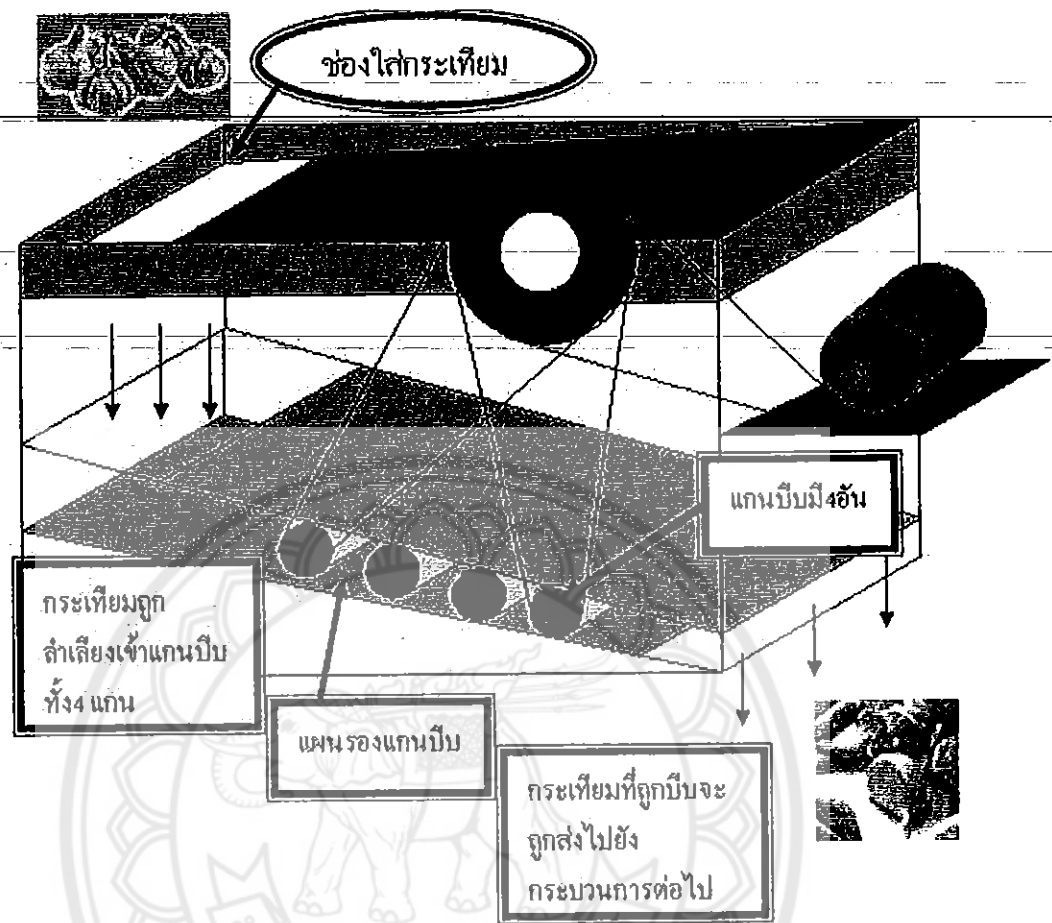 ช่องใส่กระเทียม
แกนบีบมี4อัน
กระเทียมถูก
ลำเลียงเข้าแกนบีบ
ทั้ง4 แกน
แผ่นรองแกนบีบ
กระเทียมที่ถูกบีบจะ
ถูกส่งไปยัง
กระบวนการต่อไป